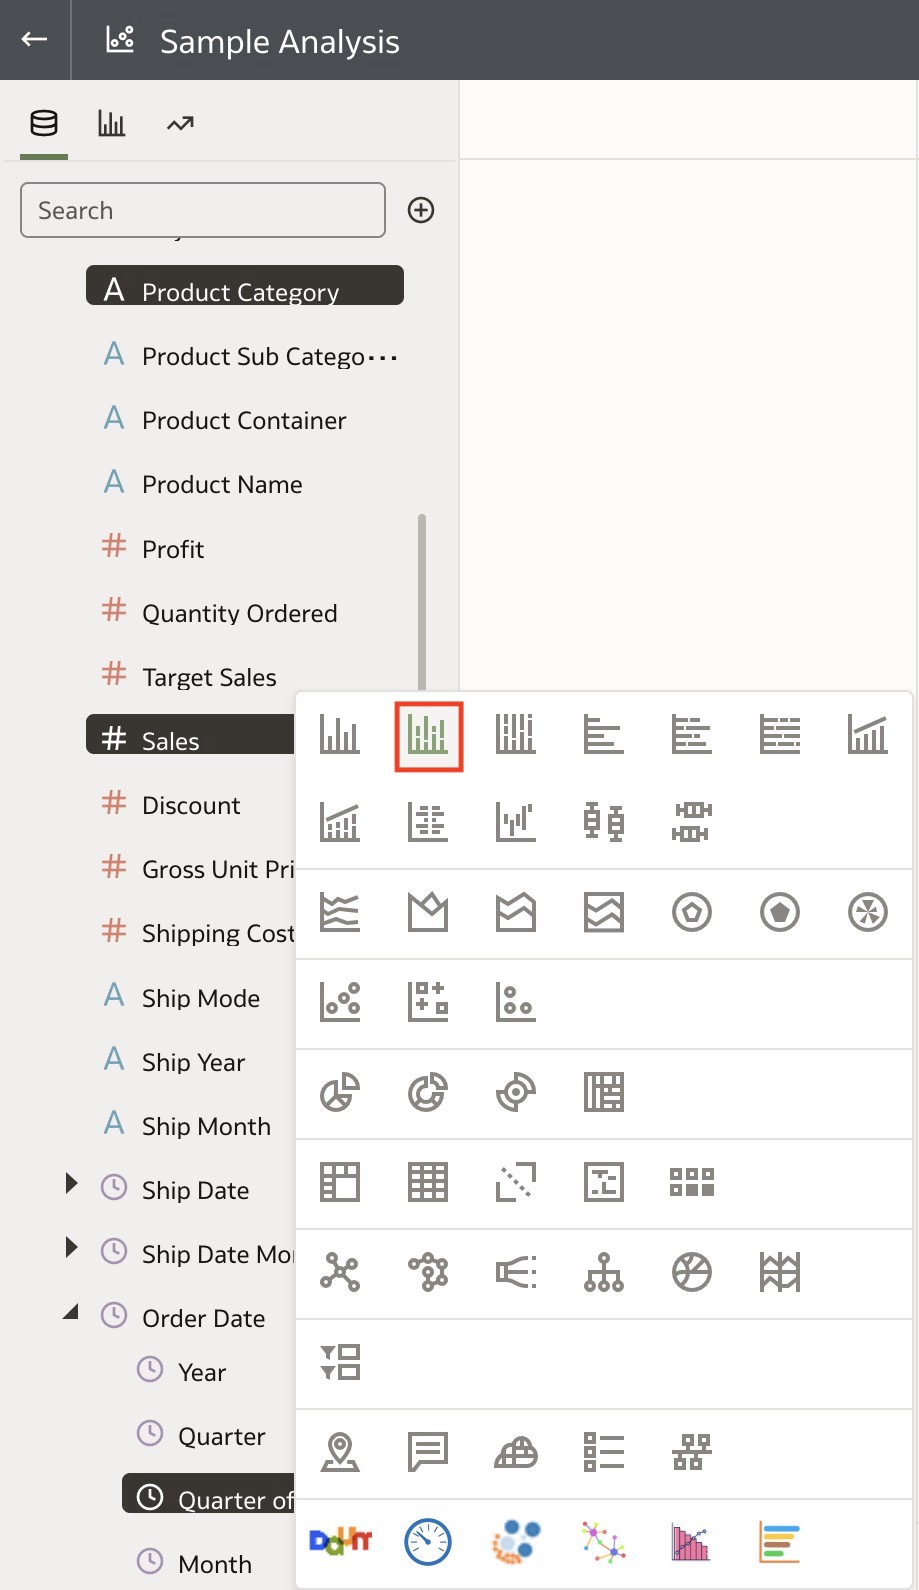 Sample Analysis
Search
A Product Category
A Product Sub Catego...
A Product Container
A Product Name
# Profit
# Quantity Ordered
# Target Sales
# Sales
# Discount
# Gross Unit Pri
# Shipping Cost
A Ship Mode
A Ship Year
A Ship Month
Ship Date
Ship Date Mo
Order Date
Year
Quarter
Quarter of
Month